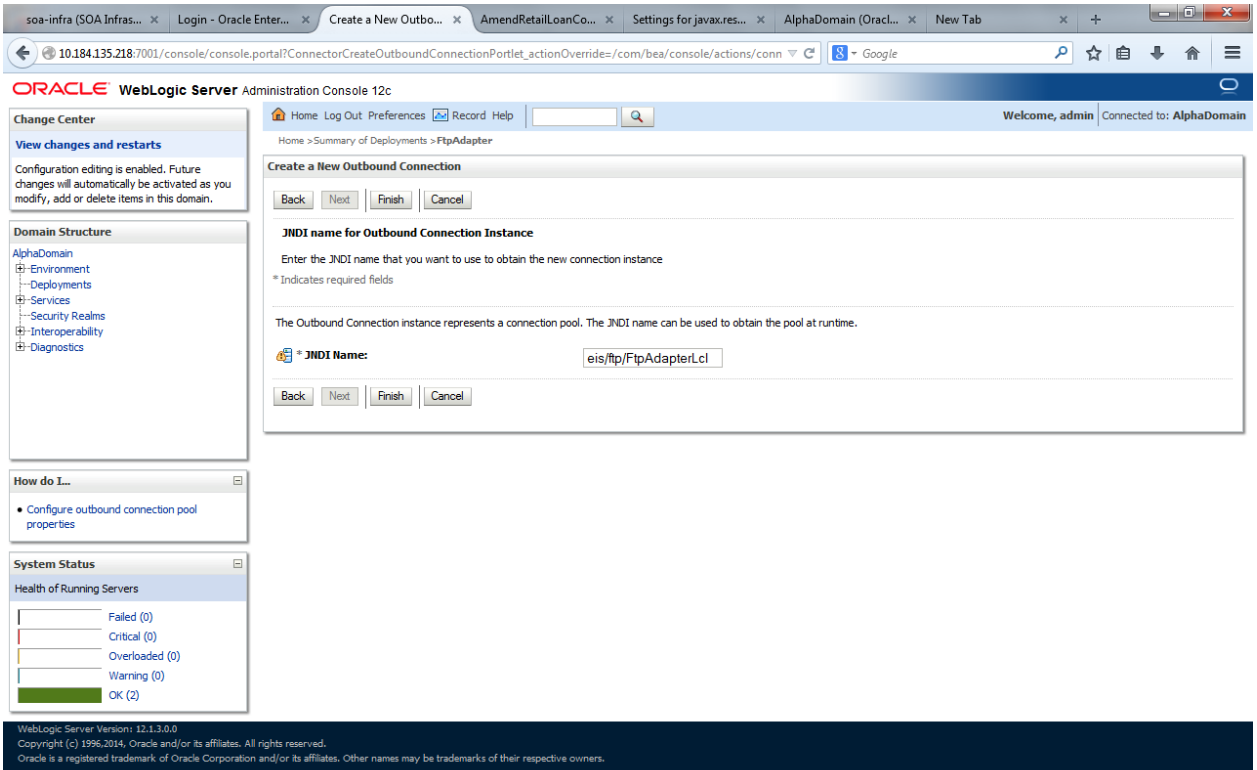 soa-infra (SOA Infras... ×
Login - Oracle Enter... ×
Create a New Outbo... ×
AmendRetailLoanCo... ×
Settings for javax.res... ×
AlphaDomain (Oracl... ×
New Tab ×
10.184.135.218:7001/console/console.portal?ConnectorCreateOutboundConnectionPortlet_actionOverride=/com/bea/console/actions/conn
8 Google
ORACLE WebLogic Server Administration Console 12c
Change Center
View changes and restarts
Configuration editing is enabled. Future
changes will automatically be activated as you
modify, add or delete items in this domain.
Domain Structure
AlphaDomain
Environment
Deployments
Services
Security Realms
Interoperability
Diagnostics
How do I...
• Configure outbound connection pool
properties
System Status
Health of Running Servers
Failed (0)
Critical (0)
Overloaded (0)
Warning (0)
OK (2)
Home Log Out Preferences Record Help
Welcome, admin Connected to: AlphaDomain
Home >Summary of Deployments >FtpAdapter
Create a New Outbound Connection
Back Next Finish Cancel
JNDI name for Outbound Connection Instance
Enter the JNDI name that you want to use to obtain the new connection instance
* Indicates required fields
The Outbound Connection instance represents a connection pool. The JNDI name can be used to obtain the pool at runtime.
* JNDI Name: eis/ftp/FtpAdapterLcl
Back Next Finish Cancel
WebLogic Server Version: 12.1.3.0.0
Copyright (c) 1996,2014, Oracle and/or its affiliates. All rights reserved.
Oracle is a registered trademark of Oracle Corporation and/or its affiliates. Other names may be trademarks of their respective owners.